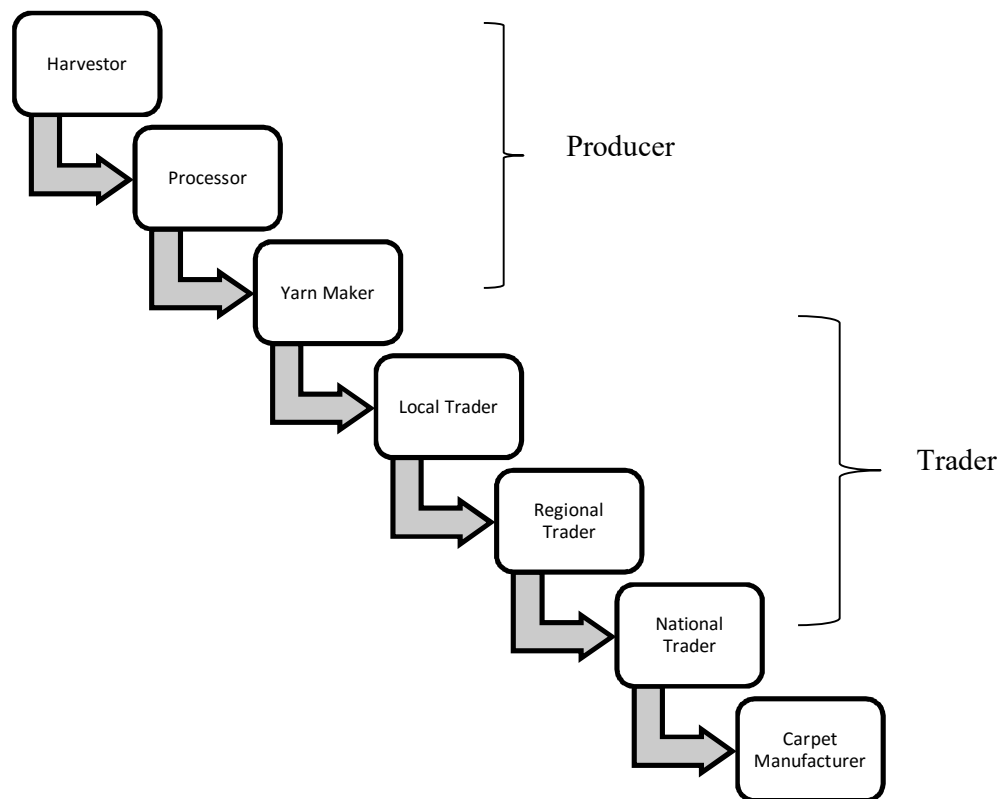 Harvestor
Producer
Processor
Yarn Maker
Local Trader
Trader
Regional
Trader
National
Trader
Carpet
Manufacturer